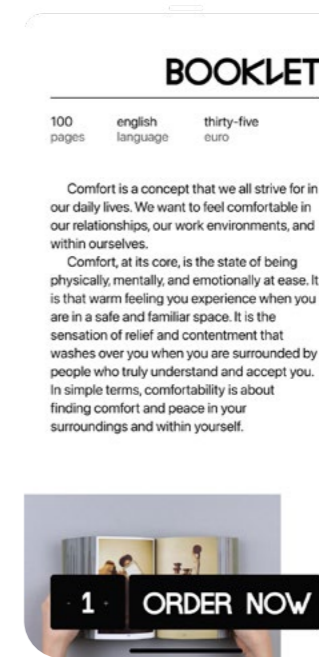 BOOKLET
100 english thirty-five
pages language euro
Comfort is a concept that we all strive for in
our daily lives. We want to feel comfortable in
our relationships, our work environments, and
within ourselves.
Comfort, at its core, is the state of being
physically, mentally, and emotionally at ease. It
is that warm feeling you experience when you
are in a safe and familiar space. It is the
sensation of relief and contentment that
washes over you when you are surrounded by
people who truly understand and accept you.
In simple terms, comfortability is about
finding comfort and peace in your
surroundings and within yourself.
- 1 + ORDER NOW